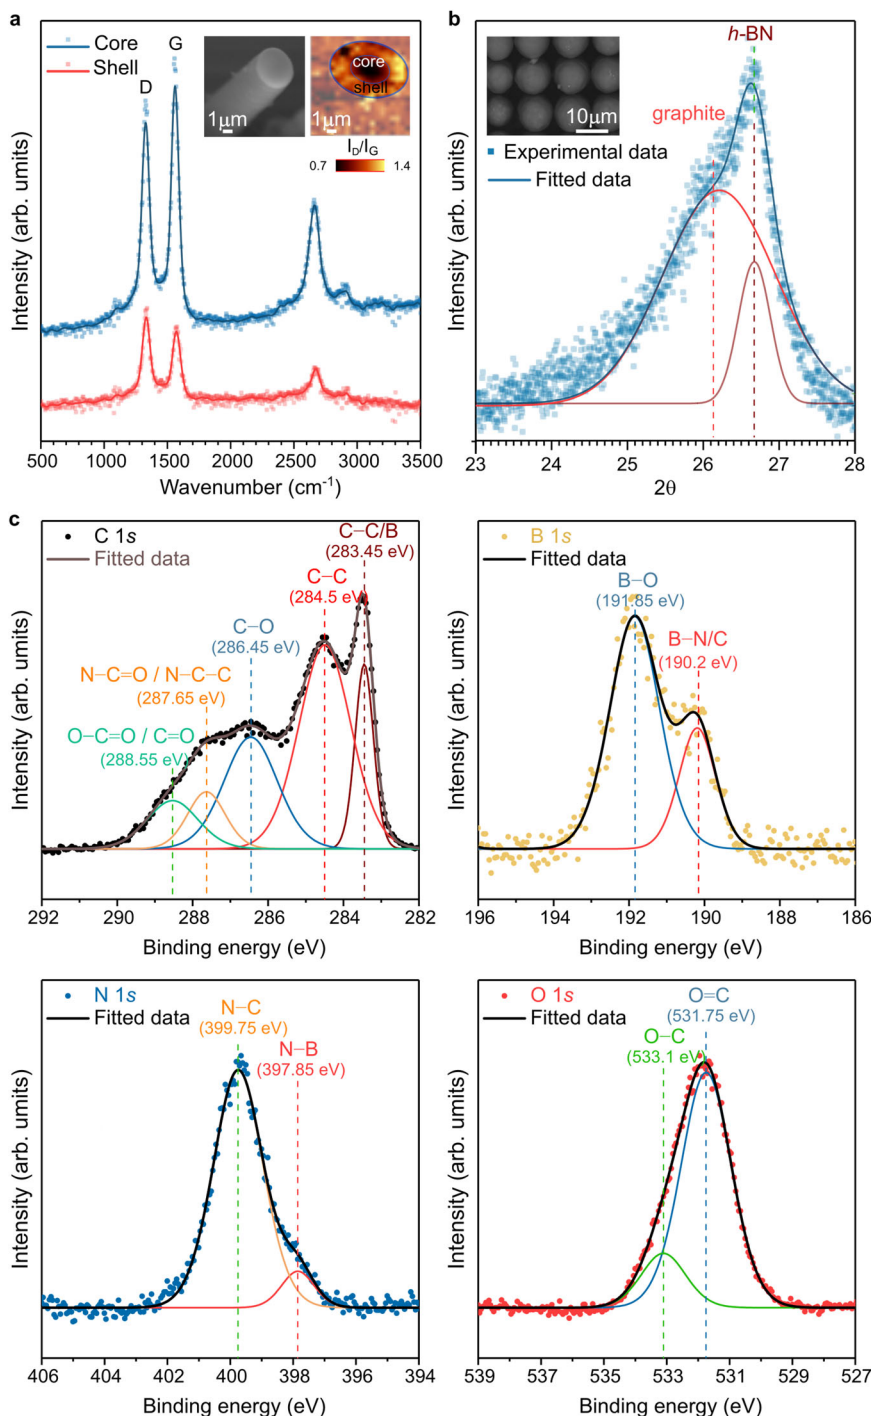 a
Core
Shell
D
G
core
shell
1μm
1μm
I_D/I_G
0.7
1.4
Intensity (arb. units)
500 1000 1500 2000 2500 3000 3500
Wavenumber (cm⁻¹)
b
h-BN
graphite
10μm
Experimental data
Fitted data
Intensity (arb. units)
23 24 25 26 27 28
2θ
c
C 1s
Fitted data
C−C/B
(283.45 eV)
C−C
(284.5 eV)
C−O
(286.45 eV)
N−C=O / N−C−C
(287.65 eV)
O−C=O / C=O
(288.55 eV)
Intensity (arb. units)
292 290 288 286 284 282
Binding energy (eV)
B 1s
Fitted data
B−O
(191.85 eV)
B−N/C
(190.2 eV)
Intensity (arb. units)
196 194 192 190 188 186
Binding energy (eV)
N 1s
Fitted data
N−C
(399.75 eV)
N−B
(397.85 eV)
Intensity (arb. units)
406 404 402 400 398 396 394
Binding energy (eV)
O 1s
Fitted data
O=C
(531.75 eV)
O−C
(533.1 eV)
Intensity (arb. units)
539 537 535 533 531 529 527
Binding energy (eV)